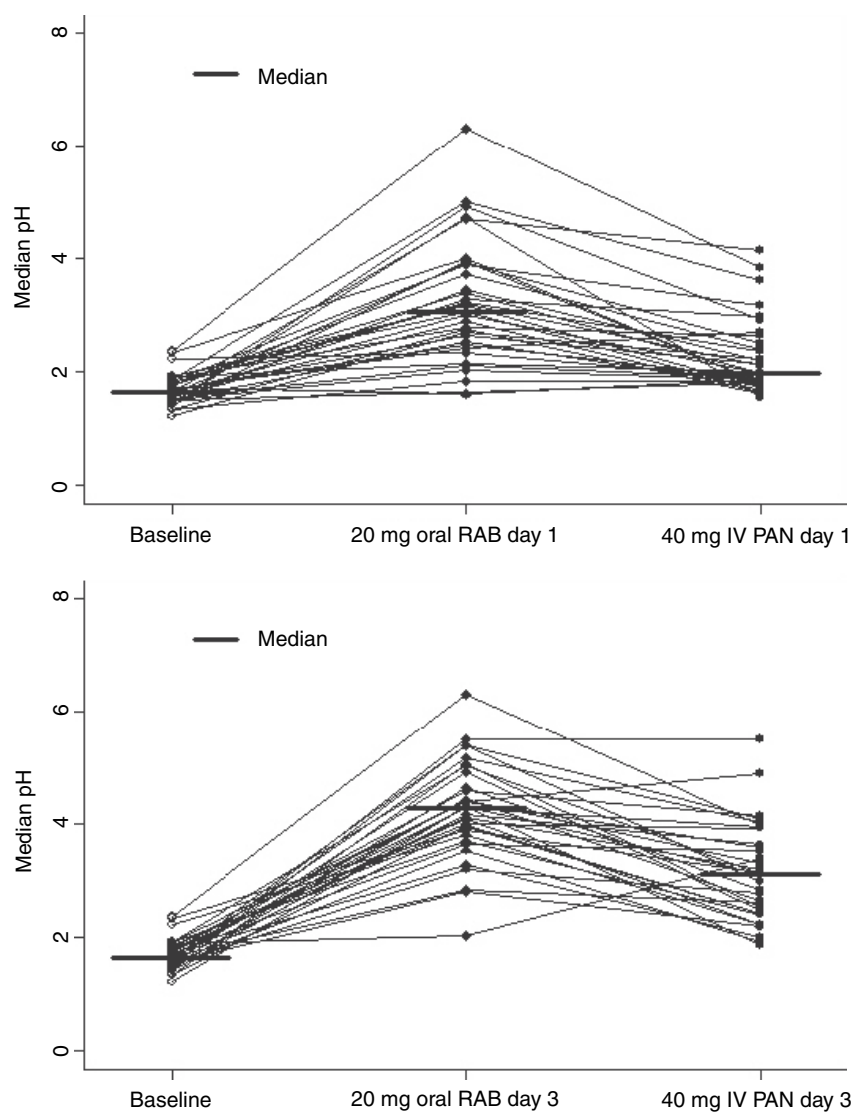 8
Median
6
Median pH
4
2
0
Baseline
20 mg oral RAB day 1
40 mg IV PAN day 1
8
Median
6
Median pH
4
2
0
Baseline
20 mg oral RAB day 3
40 mg IV PAN day 3